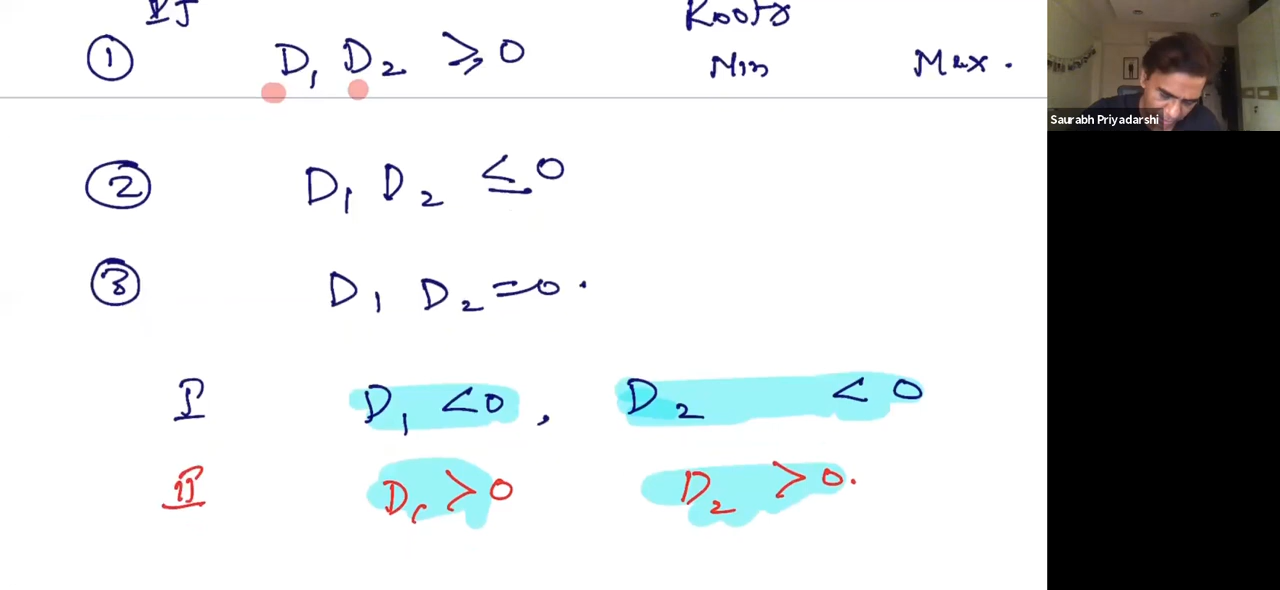 Roots
① D₁ D₂ ≥ 0 Min Max.
② D₁ D₂ ≤ 0
③ D₁ D₂ = 0.
I D₁ < 0, D₂ < 0
II D₁ > 0 D₂ > 0.
Saurabh Priyadarshi